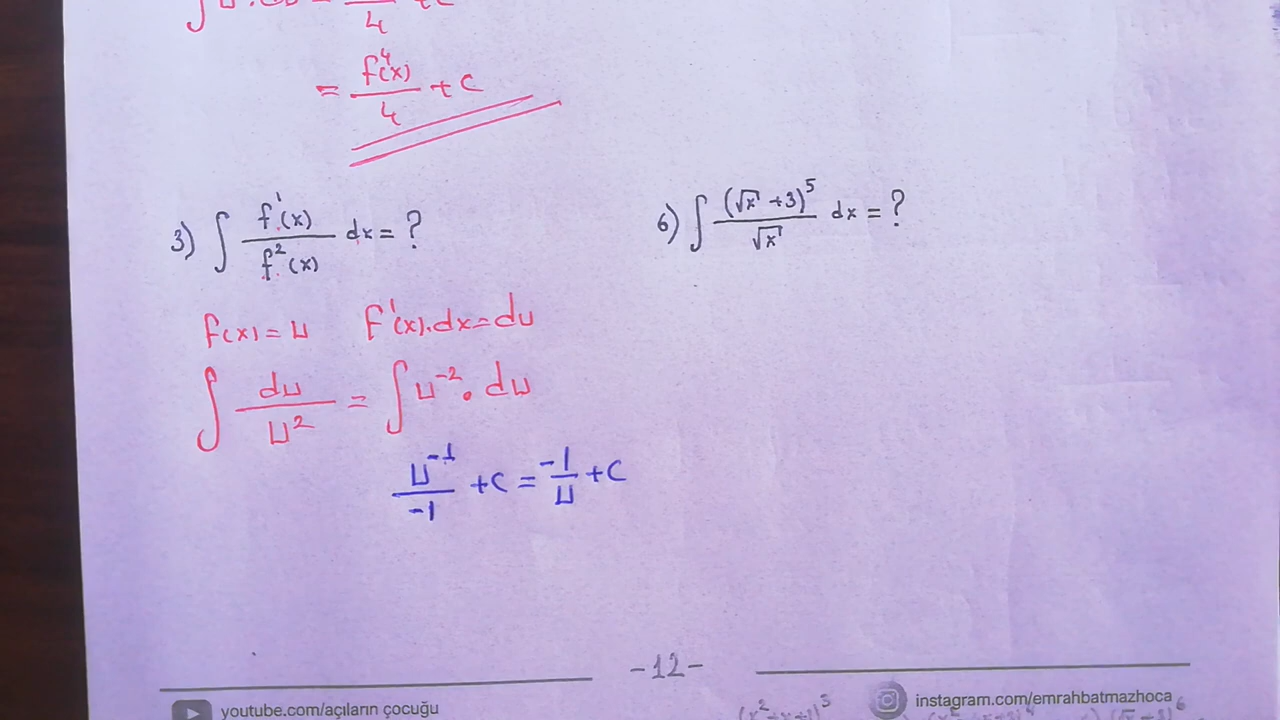 4
= f⁴(x)/4 + c
3) ∫ f'(x)/f²(x) dx = ?
f(x) = u f'(x).dx = du
∫ du/u² = ∫ u⁻² . du
u⁻¹/-1 + c = -1/u + c
6) ∫ (√x + 3)⁵/√x dx = ?
-12-
youtube.com/açıların çocuğu
instagram.com/emrahbatmazhoca